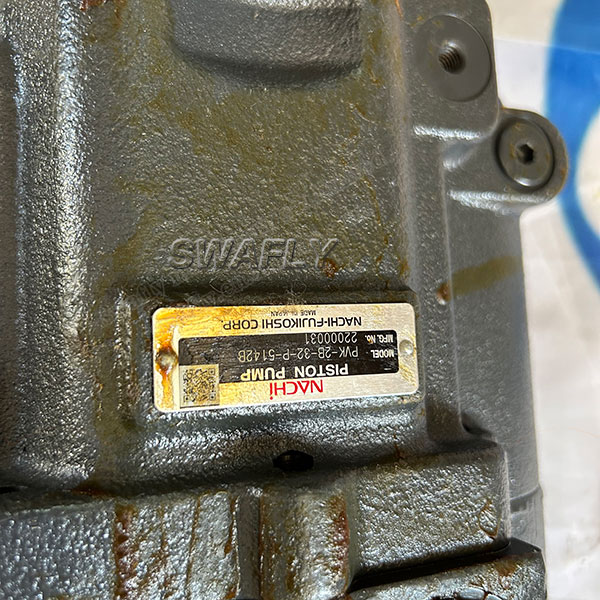 SWAFLY
NACHi
PISTON PUMP
MODEL PVK-2B-32-P-5142B
MFG.No. 22000031
NACHI-FUJIKOSHI CORP.
MADE IN JAPAN